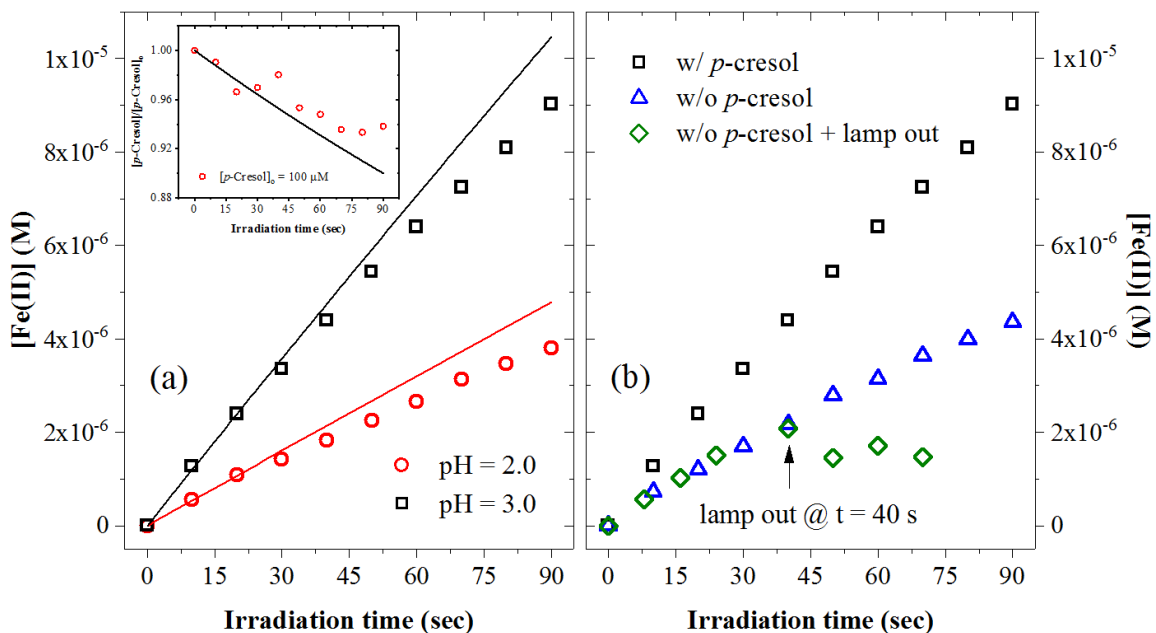 1x10-5
8x10-6
6x10-6
4x10-6
2x10-6
0
[Fe(II)] (M)
0 15 30 45 60 75 90
Irradiation time (sec)
(a)
pH = 2.0
pH = 3.0
1.00
0.96
0.92
0.88
[p-Cresol]/[p-Cresol]o
[p-Cresol]o = 100 μM
0 15 30 45 60 75 90
Irradiation time (sec)
w/ p-cresol
w/o p-cresol
w/o p-cresol + lamp out
(b)
lamp out @ t = 40 s
0 15 30 45 60 75 90
Irradiation time (sec)
1x10-5
8x10-6
6x10-6
4x10-6
2x10-6
0
[Fe(II)] (M)